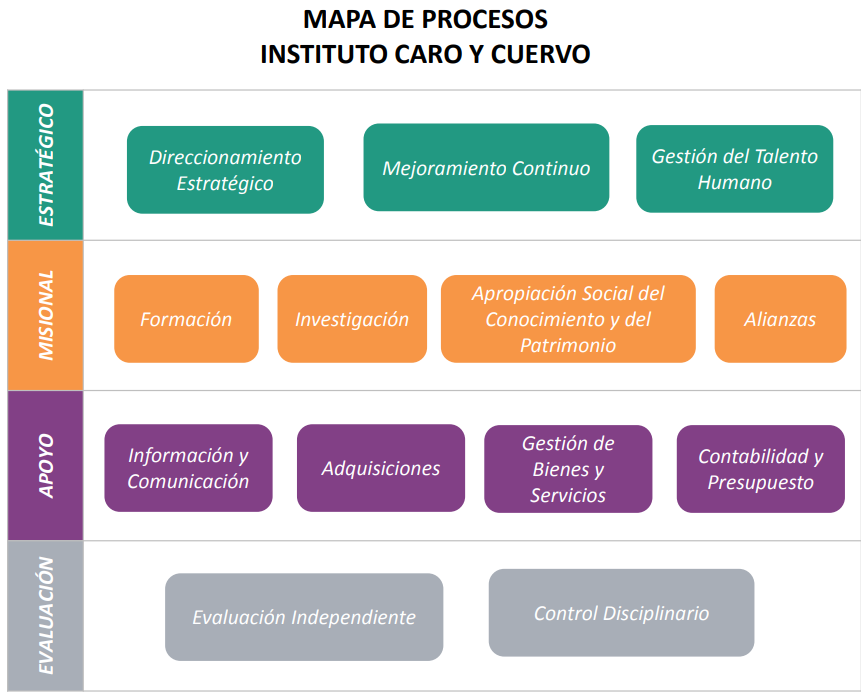 MAPA DE PROCESOS
INSTITUTO CARO Y CUERVO
ESTRATÉGICO
Direccionamiento
Estratégico
Mejoramiento Continuo
Gestión del Talento
Humano
MISIONAL
Formación
Investigación
Apropiación Social del
Conocimiento y del
Patrimonio
Alianzas
APOYO
Información y
Comunicación
Adquisiciones
Gestión de
Bienes y
Servicios
Contabilidad y
Presupuesto
EVALUACIÓN
Evaluación Independiente
Control Disciplinario